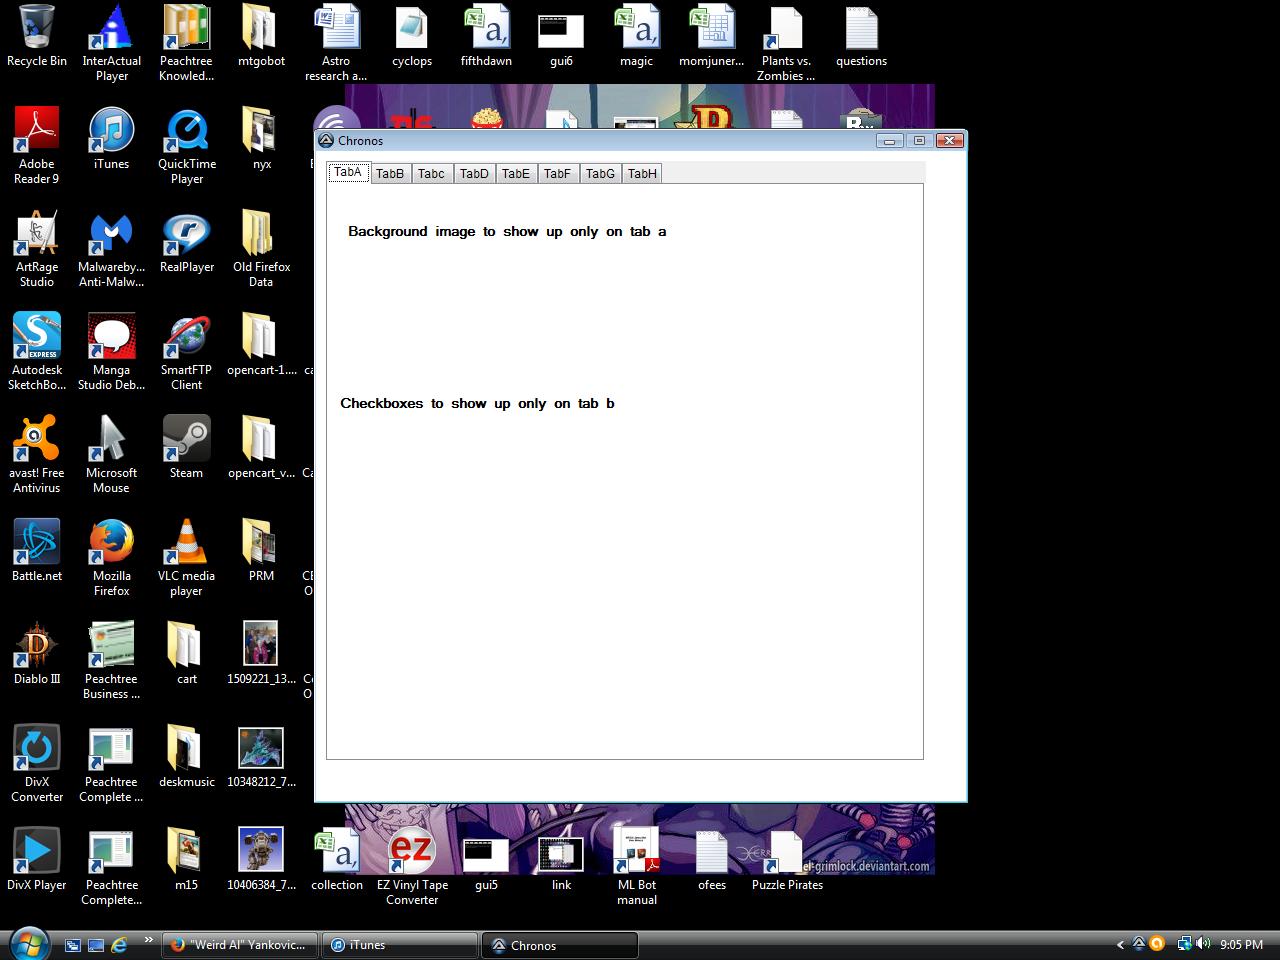 Recycle Bin
InterActual
Player
Peachtree
Knowled...
mtgobot
Astro
research a...
cyclops
fifthdawn
gui6
magic
momjuner...
Plants vs.
Zombies ...
questions
Adobe
Reader 9
iTunes
QuickTime
Player
nyx
Chronos
TabA
TabB
Tabc
TabD
TabE
TabF
TabG
TabH
Background image to show up only on tab a
Checkboxes to show up only on tab b
ArtRage
Studio
Malwareby...
Anti-Malw...
RealPlayer
Old Firefox
Data
EXPRESS
Autodesk
SketchBo...
Manga
Studio Deb...
SmartFTP
Client
opencart-1....
ca
avast! Free
Antivirus
Microsoft
Mouse
Steam
opencart_v...
Ca
Battle.net
Mozilla
Firefox
VLC media
player
PRM
Diablo III
Peachtree
Business ...
cart
1509221_13...
DivX
Converter
Peachtree
Complete ...
deskmusic
10348212_7...
DivX Player
Peachtree
Complete...
m15
10406384_7...
collection
ez
EZ Vinyl Tape
Converter
gui5
link
ML Bot
manual
ofees
Puzzle Pirates
el-grimlock.deviantart.com
"Weird Al" Yankovic...
iTunes
Chronos
9:05 PM